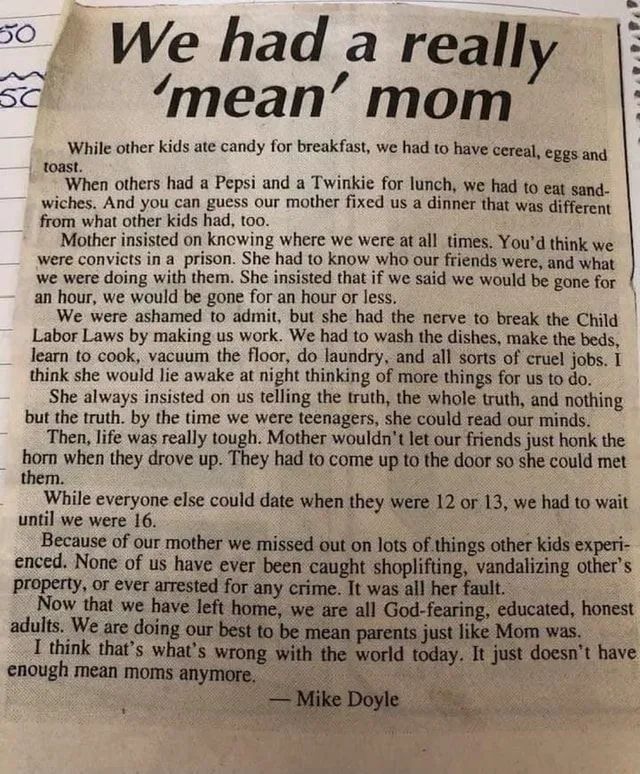 50
50
We had a really
‘mean’ mom
While other kids ate candy for breakfast, we had to have cereal, eggs and
toast.
When others had a Pepsi and a Twinkie for lunch, we had to eat sand-
wiches. And you can guess our mother fixed us a dinner that was different
from what other kids had, too.
Mother insisted on knowing where we were at all times. You'd think we
were convicts in a prison. She had to know who our friends were, and what
we were doing with them. She insisted that if we said we would be gone for
an hour, we would be gone for an hour or less.
We were ashamed to admit, but she had the nerve to break the Child
Labor Laws by making us work. We had to wash the dishes, make the beds,
learn to cook, vacuum the floor, do laundry, and all sorts of cruel jobs. I
think she would lie awake at night thinking of more things for us to do.
She always insisted on us telling the truth, the whole truth, and nothing
but the truth. by the time we were teenagers, she could read our minds.
Then, life was really tough. Mother wouldn't let our friends just honk the
horn when they drove up. They had to come up to the door so she could met
them.
While everyone else could date when they were 12 or 13, we had to wait
until we were 16.
Because of our mother we missed out on lots of things other kids experi-
enced. None of us have ever been caught shoplifting, vandalizing other's
property, or ever arrested for any crime. It was all her fault.
Now that we have left home, we are all God-fearing, educated, honest
adults. We are doing our best to be mean parents just like Mom was.
I think that's what's wrong with the world today. It just doesn't have
enough mean moms anymore.
— Mike Doyle